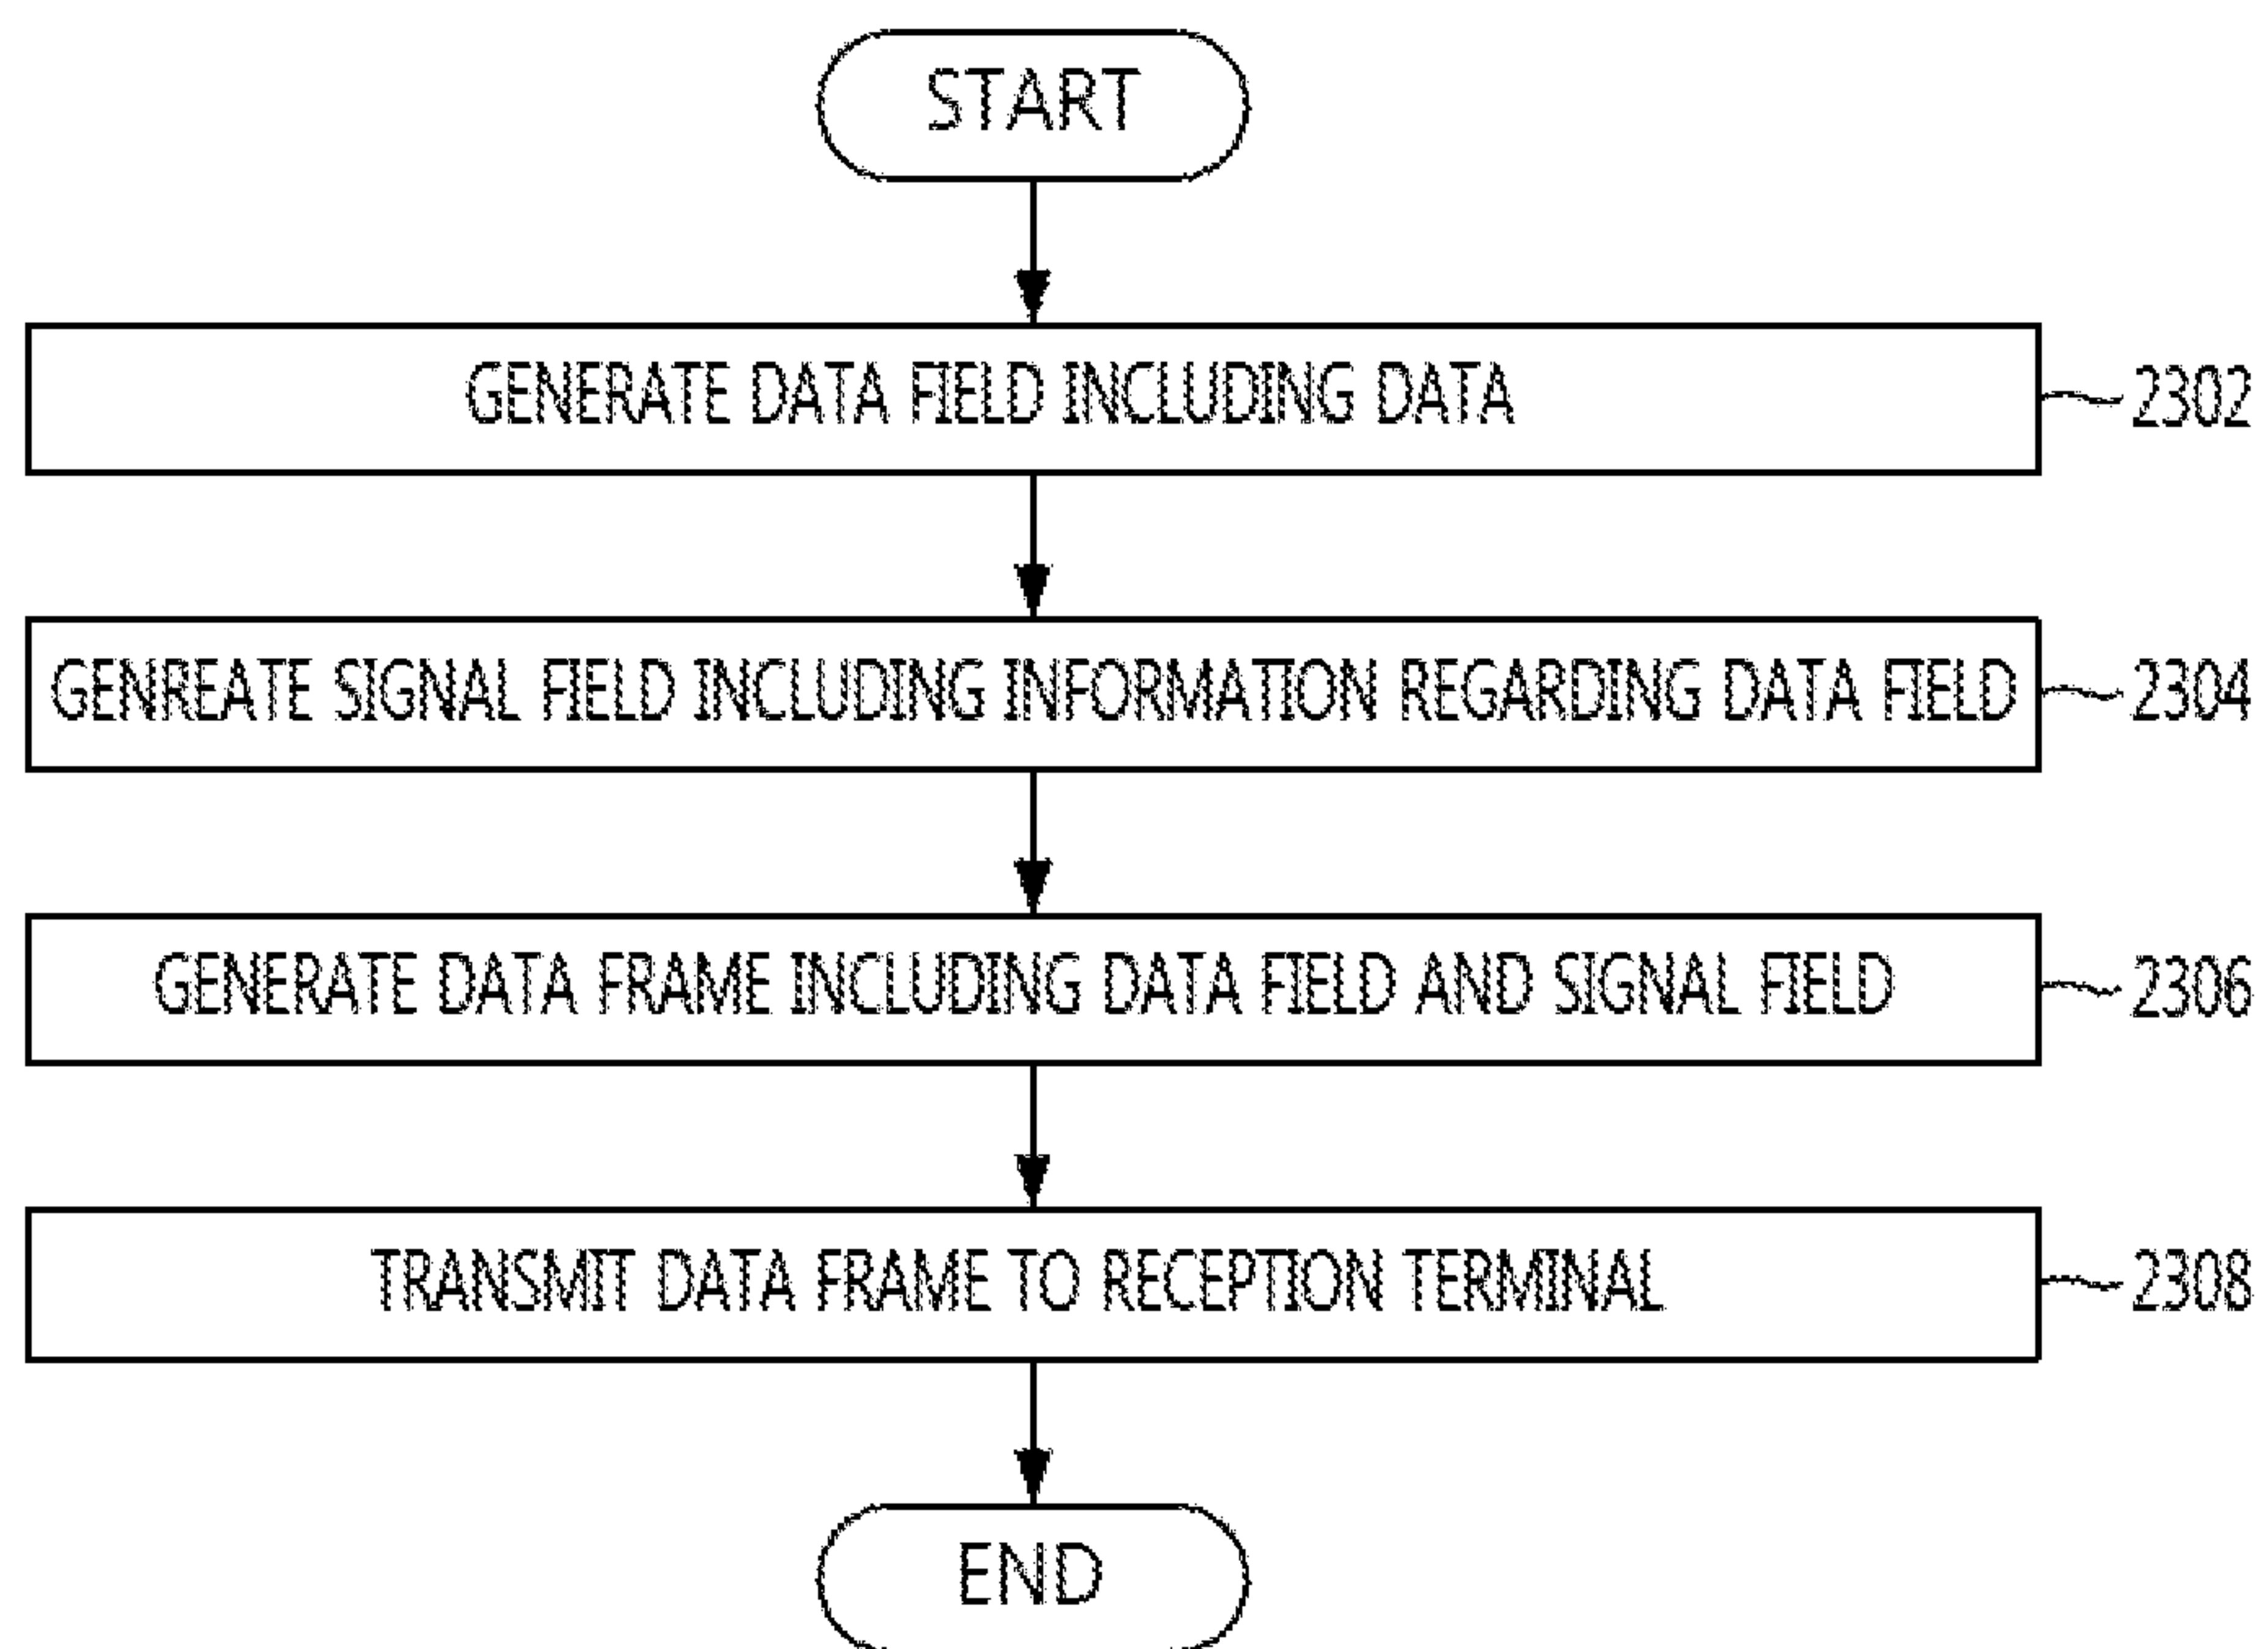 START
GENERATE DATA FIELD INCLUDING DATA 2302
GENREATE SIGNAL FIELD INCLUDING INFORMATION REGARDING DATA FIELD 2304
GENERATE DATA FRAME INCLUDING DATA FIELD AND SIGNAL FIELD 2306
TRANSMIT DATA FRAME TO RECEPTION TERMINAL 2308
END